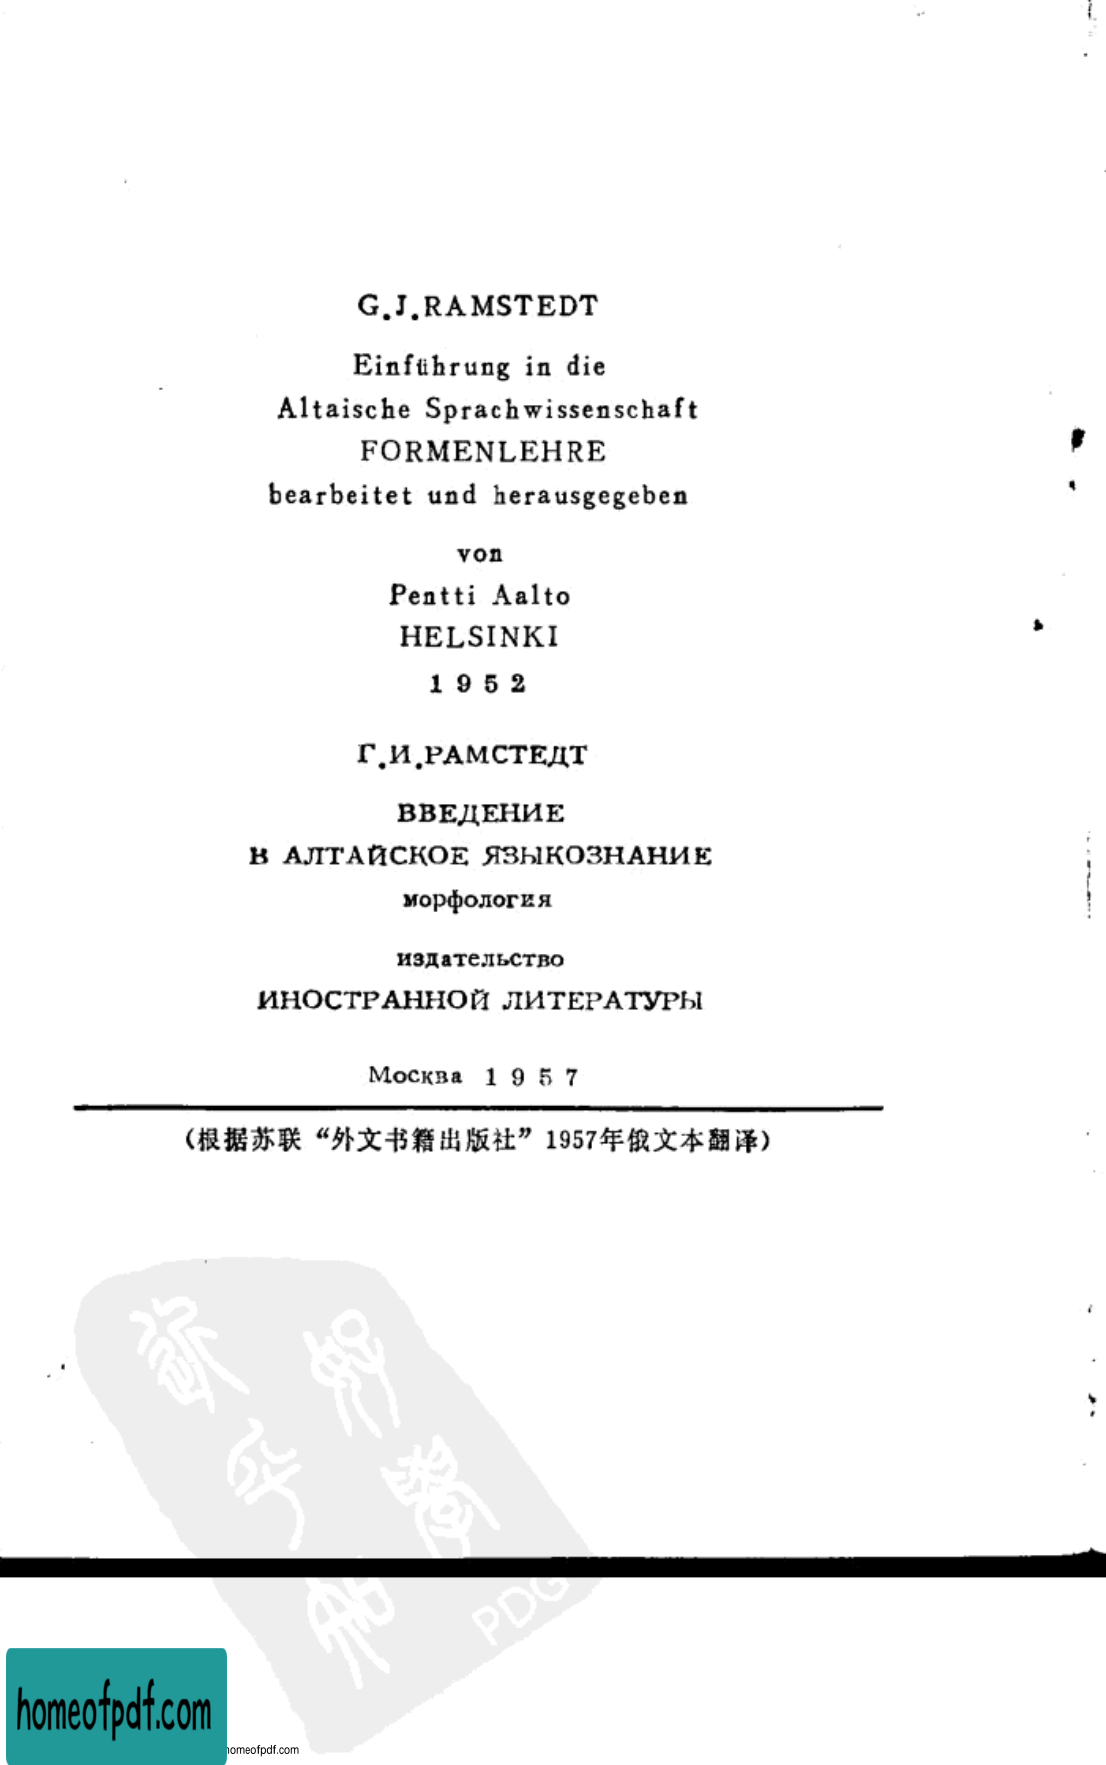 G.J.RAMSTEDT
Einführung in die
Altaische Sprachwissenschaft
FORMENLEHRE
bearbeitet und herausgegeben
von
Pentti Aalto
HELSINKI
1952
Г.И.РАМСТЕДТ
ВВЕДЕНИЕ
В АЛТАЙСКОЕ ЯЗЫКОЗНАНИЕ
морфология
издательство
ИНОСТРАННОЙ ЛИТЕРАТУРЫ
Москва 1957
(根据苏联“外文书籍出版社”1957年俄文本翻译)
PDG
homeofpdf.com
homeofpdf.com